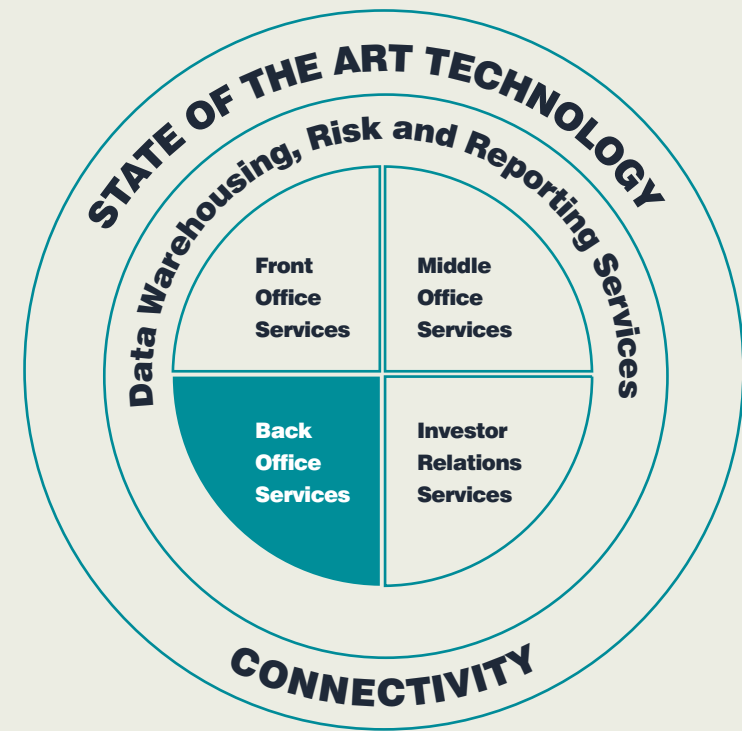 STATE OF THE ART TECHNOLOGY
Data Warehousing, Risk and Reporting Services
Front
Office
Services
Middle
Office
Services
Back
Office
Services
Investor
Relations
Services
CONNECTIVITY